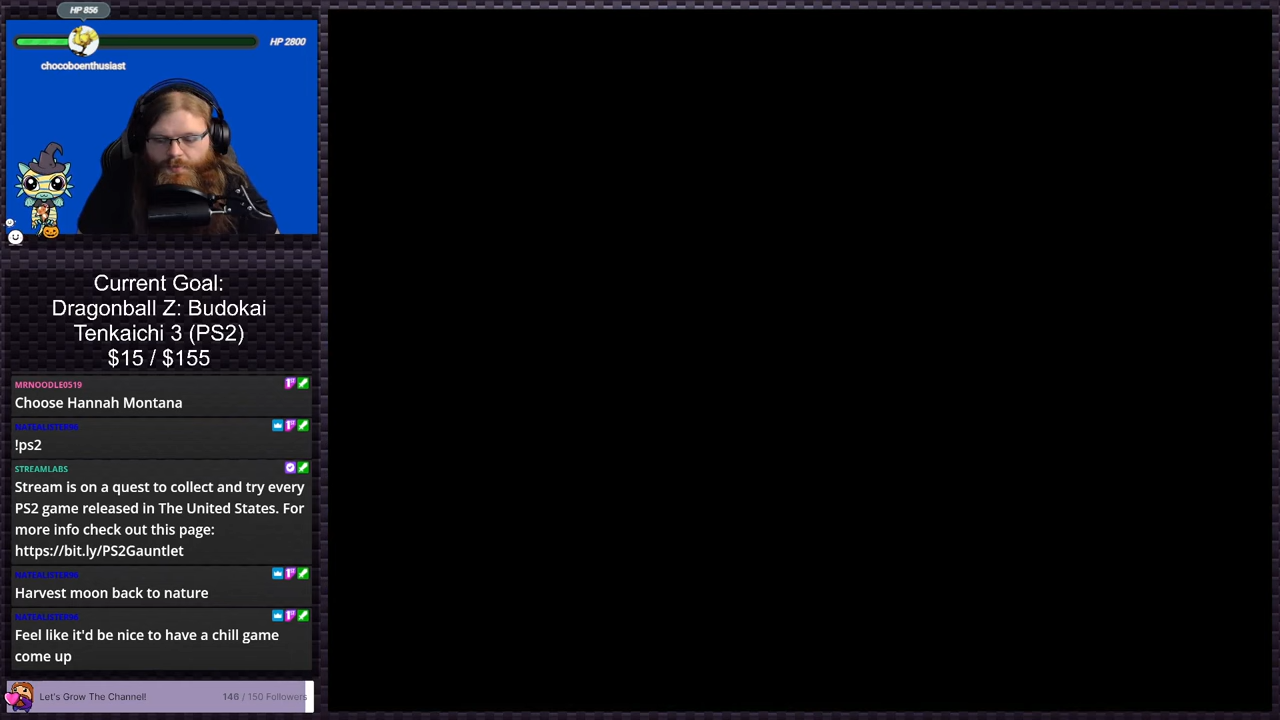 HP 856
HP 2800
chocoboenthusiast
Current Goal:
Dragonball Z: Budokai
Tenkaichi 3 (PS2)
$15 / $155
MRNOODLE0519
Choose Hannah Montana
!ps2
STREAMLABS
Stream is on a quest to collect and try every
PS2 game released in The United States. For
more info check out this page:
https://bit.ly/PS2Gauntlet
Harvest moon back to nature
Feel like it'd be nice to have a chill game
come up
Let's Grow The Channel!
146 / 150 Followers